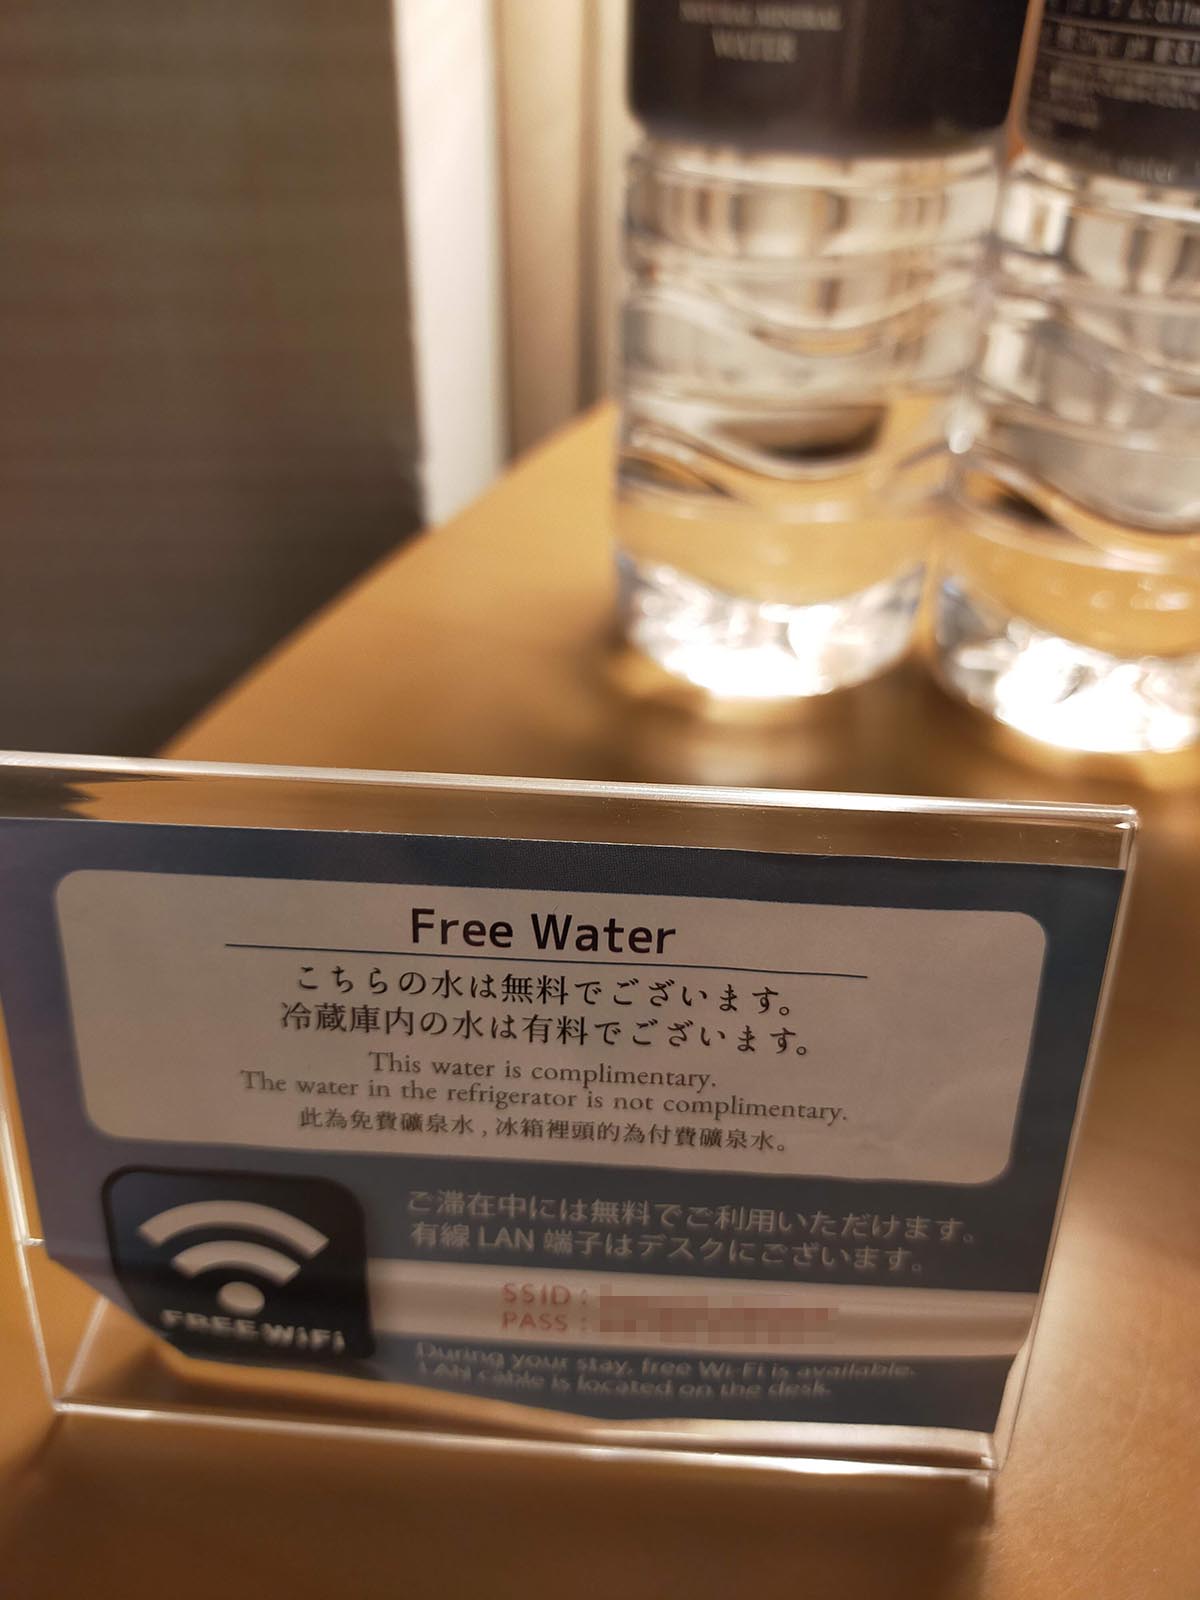 NATURAL MINERAL
WATER
Free Water
こちらの水は無料でございます。
冷蔵庫内の水は有料でございます。
This water is complimentary.
The water in the refrigerator is not complimentary.
此為免費礦泉水,冰箱裡頭的為付費礦泉水。
FREE WiFi
ご滞在中には無料でご利用いただけます。
有線 LAN 端子はデスクにございます。
SSID :
PASS :
During your stay, free Wi-Fi is available.
LAN cable is located on the desk.